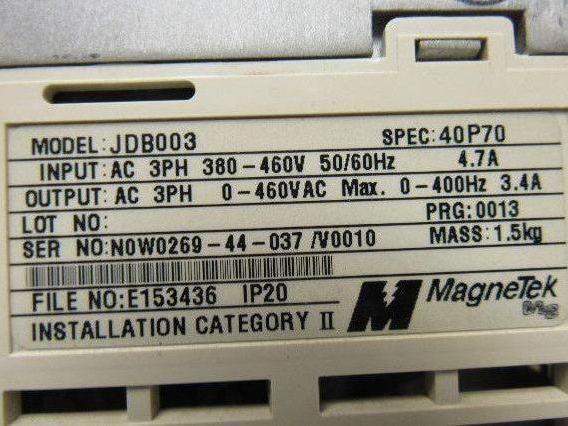 MODEL:JDB003 SPEC:40P70
INPUT:AC 3PH 380-460V 50/60Hz 4.7A
OUTPUT:AC 3PH 0-460VAC Max. 0-400Hz 3.4A
LOT NO: PRG:0013
SER NO:N0W0269-44-037/V0010 MASS:1.5kg
FILE NO:E153436 IP20
MagneTek
INSTALLATION CATEGORY II